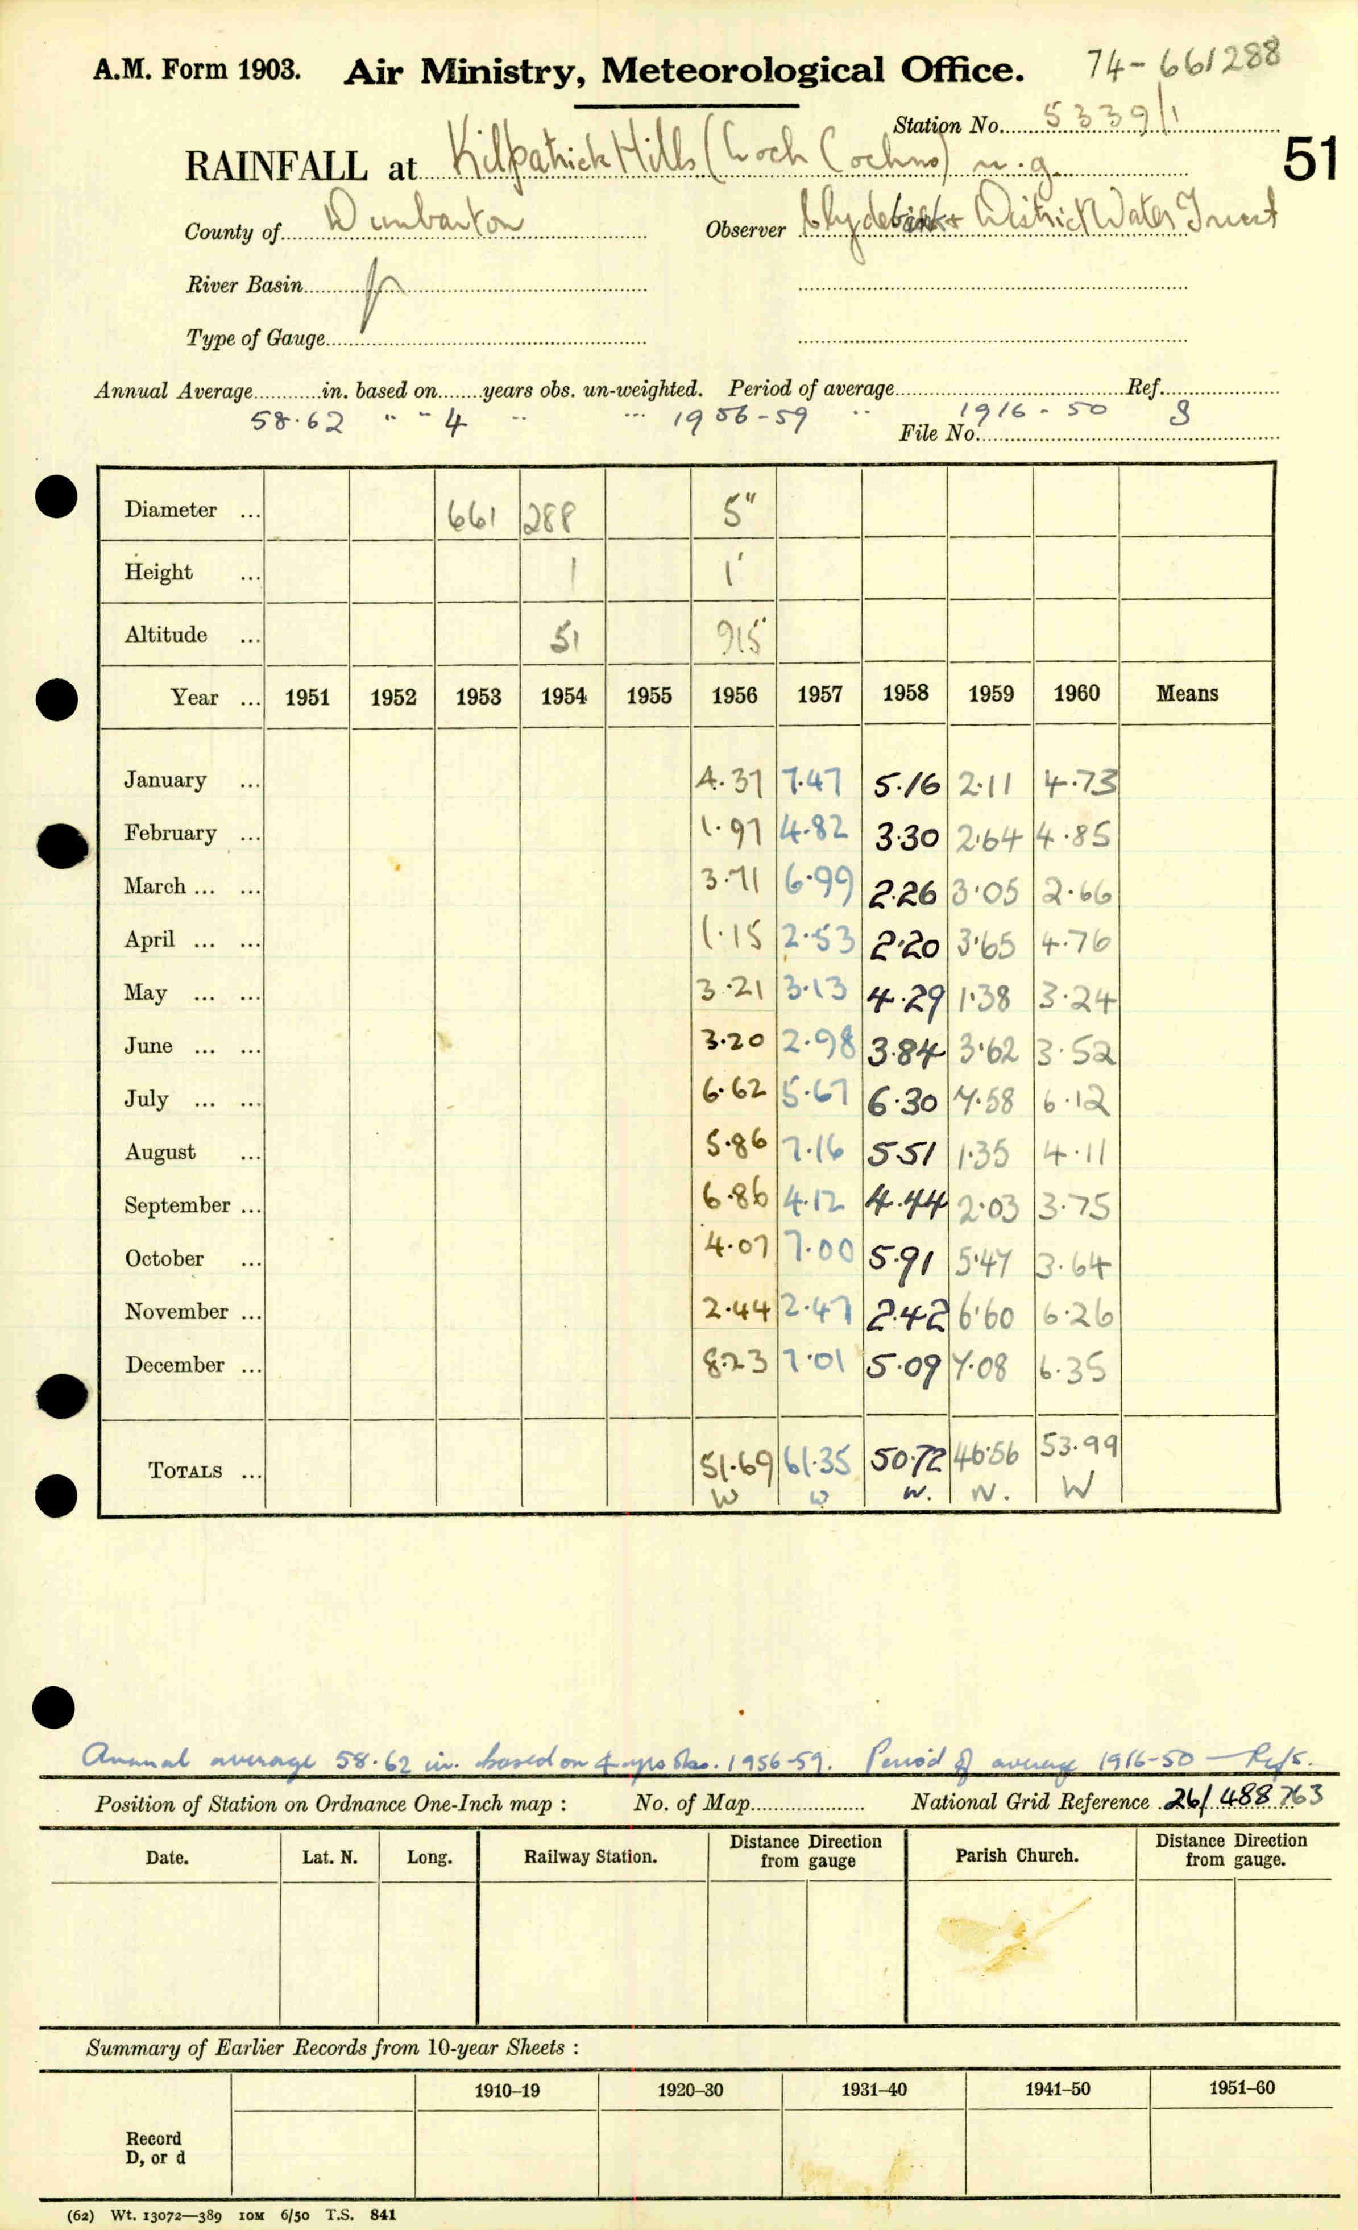 A.M. Form 1903. Air Ministry, Meteorological Office. 74-661288
Station No. 5339/1
RAINFALL at Kilpatrick Hills (Loch Cochno) m.g. 51
County of Dunbarton Observer Clydebank & District Water Trust
River Basin
Type of Gauge
Annual Average in. based on years obs. un-weighted. Period of average Ref.
58.62 " " 4 " " 1956-59 " 1916-50 S
File No.
Diameter ... 661 288 5"
Height ... 1 1'
Altitude ... 51 915'
Year ... 1951 1952 1953 1954 1955 1956 1957 1958 1959 1960 Means
January ... 4.37 7.47 5.16 2.11 4.73
February ... 1.97 4.82 3.30 2.64 4.85
March ... ... 3.71 6.99 2.26 3.05 2.66
April ... ... 1.15 2.53 2.20 3.65 4.76
May ... ... 3.21 3.13 4.29 1.38 3.24
June ... ... 3.20 2.98 3.84 3.62 3.52
July ... ... 6.62 5.67 6.30 7.58 6.12
August ... 5.86 7.16 5.51 1.35 4.11
September ... 6.86 4.12 4.44 2.03 3.75
October ... 4.07 7.00 5.91 5.47 3.64
November ... 2.44 2.47 2.42 6.60 6.26
December ... 8.23 7.01 5.09 7.08 6.35
TOTALS ... 51.69 61.35 50.72 46.56 53.99
W W W. W. W
Annual average 58.62 in. based on 4 yrs obs. 1956-59. Period of average 1916-50 — Ref S.
Position of Station on Ordnance One-Inch map : No. of Map National Grid Reference 26/488763
Date. Lat. N. Long. Railway Station. Distance Direction from gauge Parish Church. Distance Direction from gauge.
Summary of Earlier Records from 10-year Sheets :
1910–19 1920–30 1931–40 1941–50 1951–60
Record
D, or d
(62) Wt. 13072—389 10M 6/50 T.S. 841